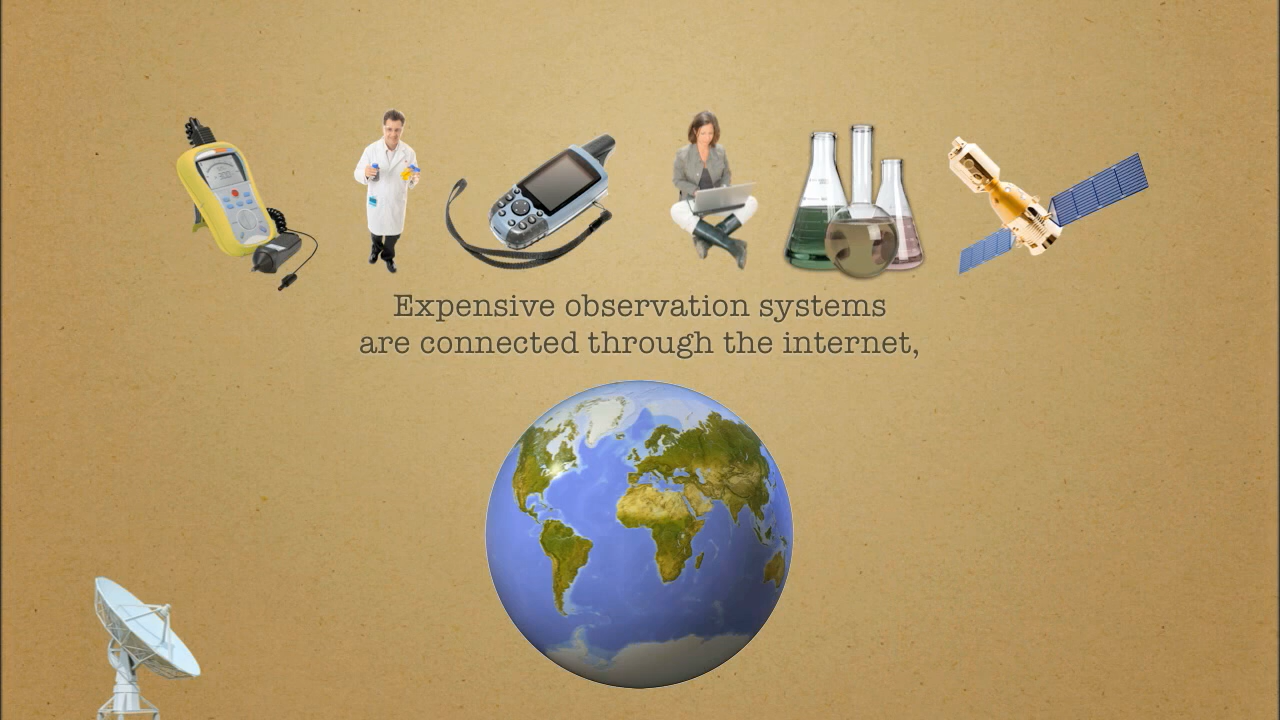 Expensive observation systems
are connected through the internet,